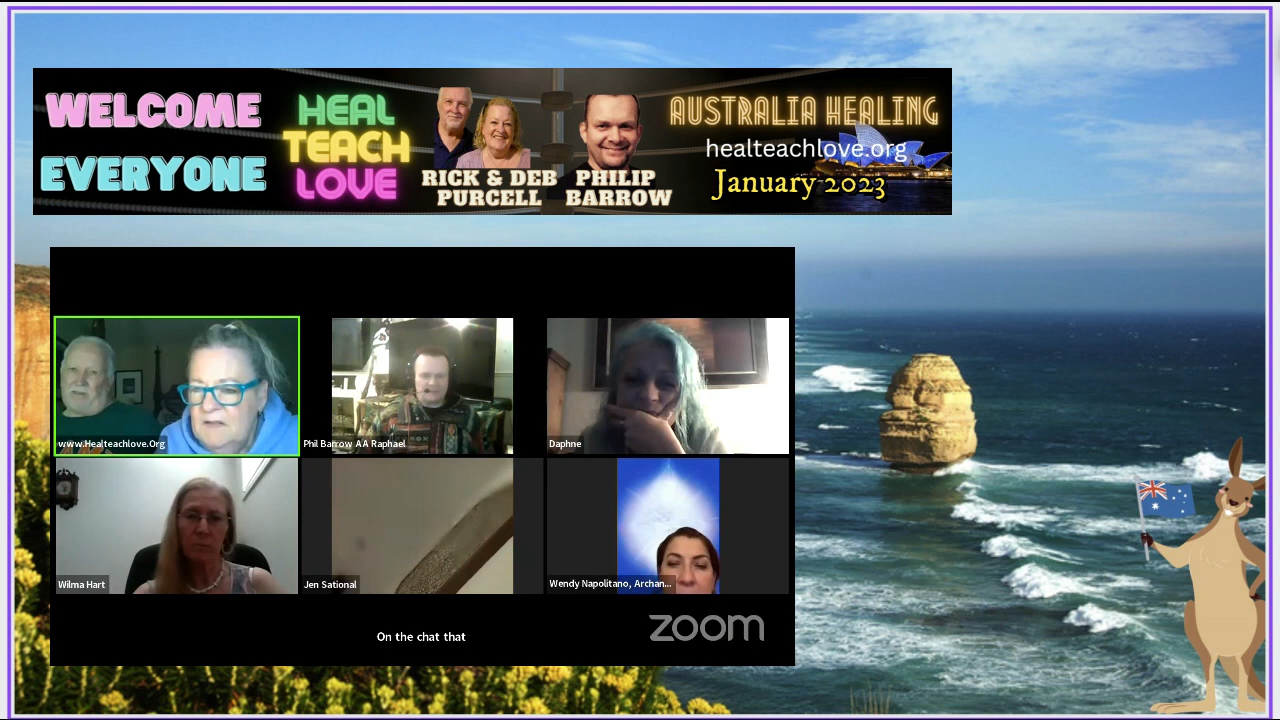 WELCOME
EVERYONE
HEAL
TEACH
LOVE
RICK & DEB
PURCELL
PHILIP
BARROW
AUSTRALIA HEALING
healteachlove.org
January 2023
www.Healteachlove.Org
Phil Barrow AA Raphael
Daphne
Wilma Hart
Jen Sational
Wendy Napolitano, Archan...
On the chat that
zoom